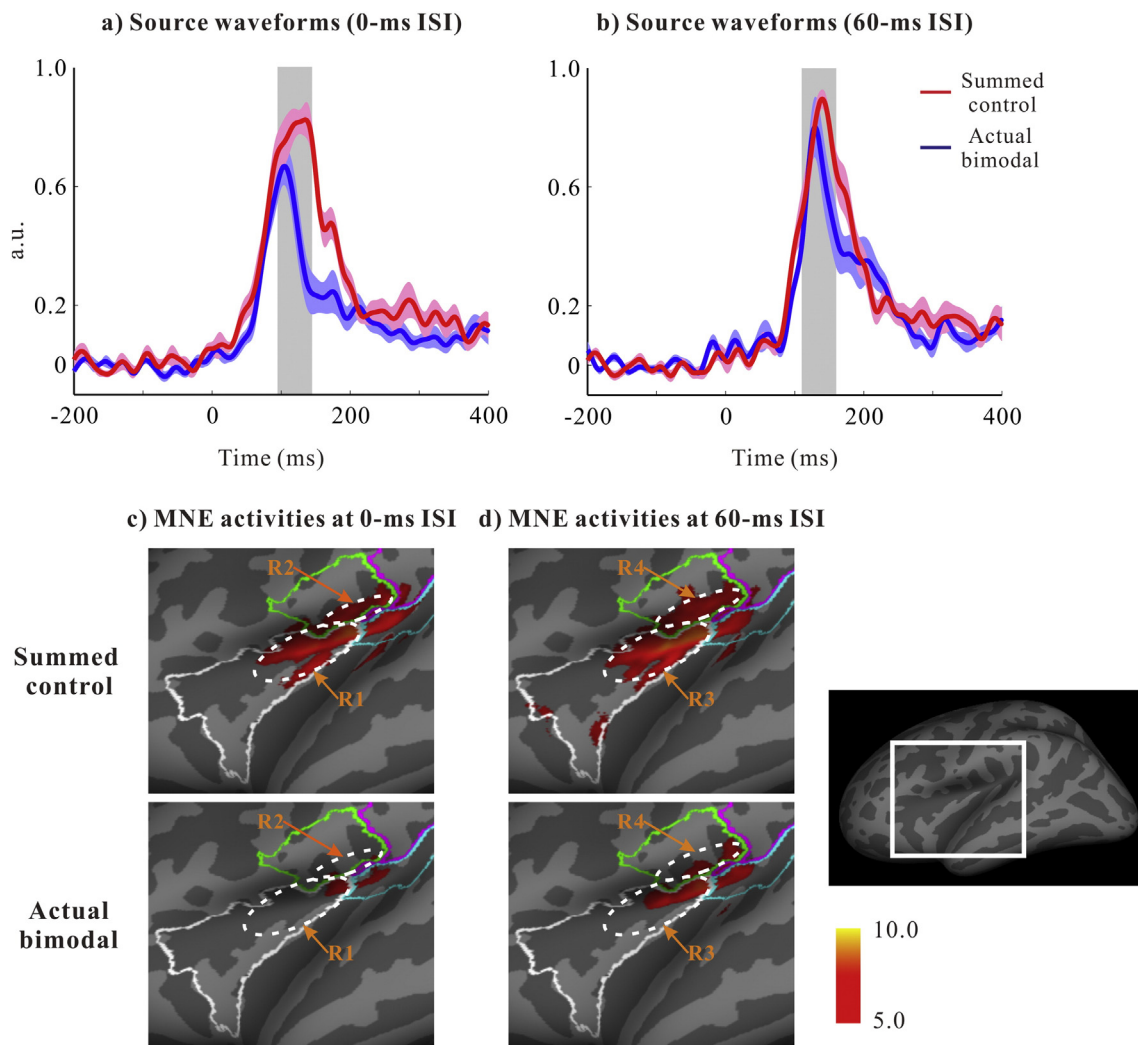 a) Source waveforms (0-ms ISI)
b) Source waveforms (60-ms ISI)
1.0
0.6
0.2
0
a.u.
-200
0
200
400
Time (ms)
1.0
0.6
0.2
0
-200
0
200
400
Time (ms)
Summed
control
Actual
bimodal
c) MNE activities at 0-ms ISI
d) MNE activities at 60-ms ISI
Summed
control
R2
R1
R4
R3
Actual
bimodal
R2
R1
R4
R3
10.0
5.0